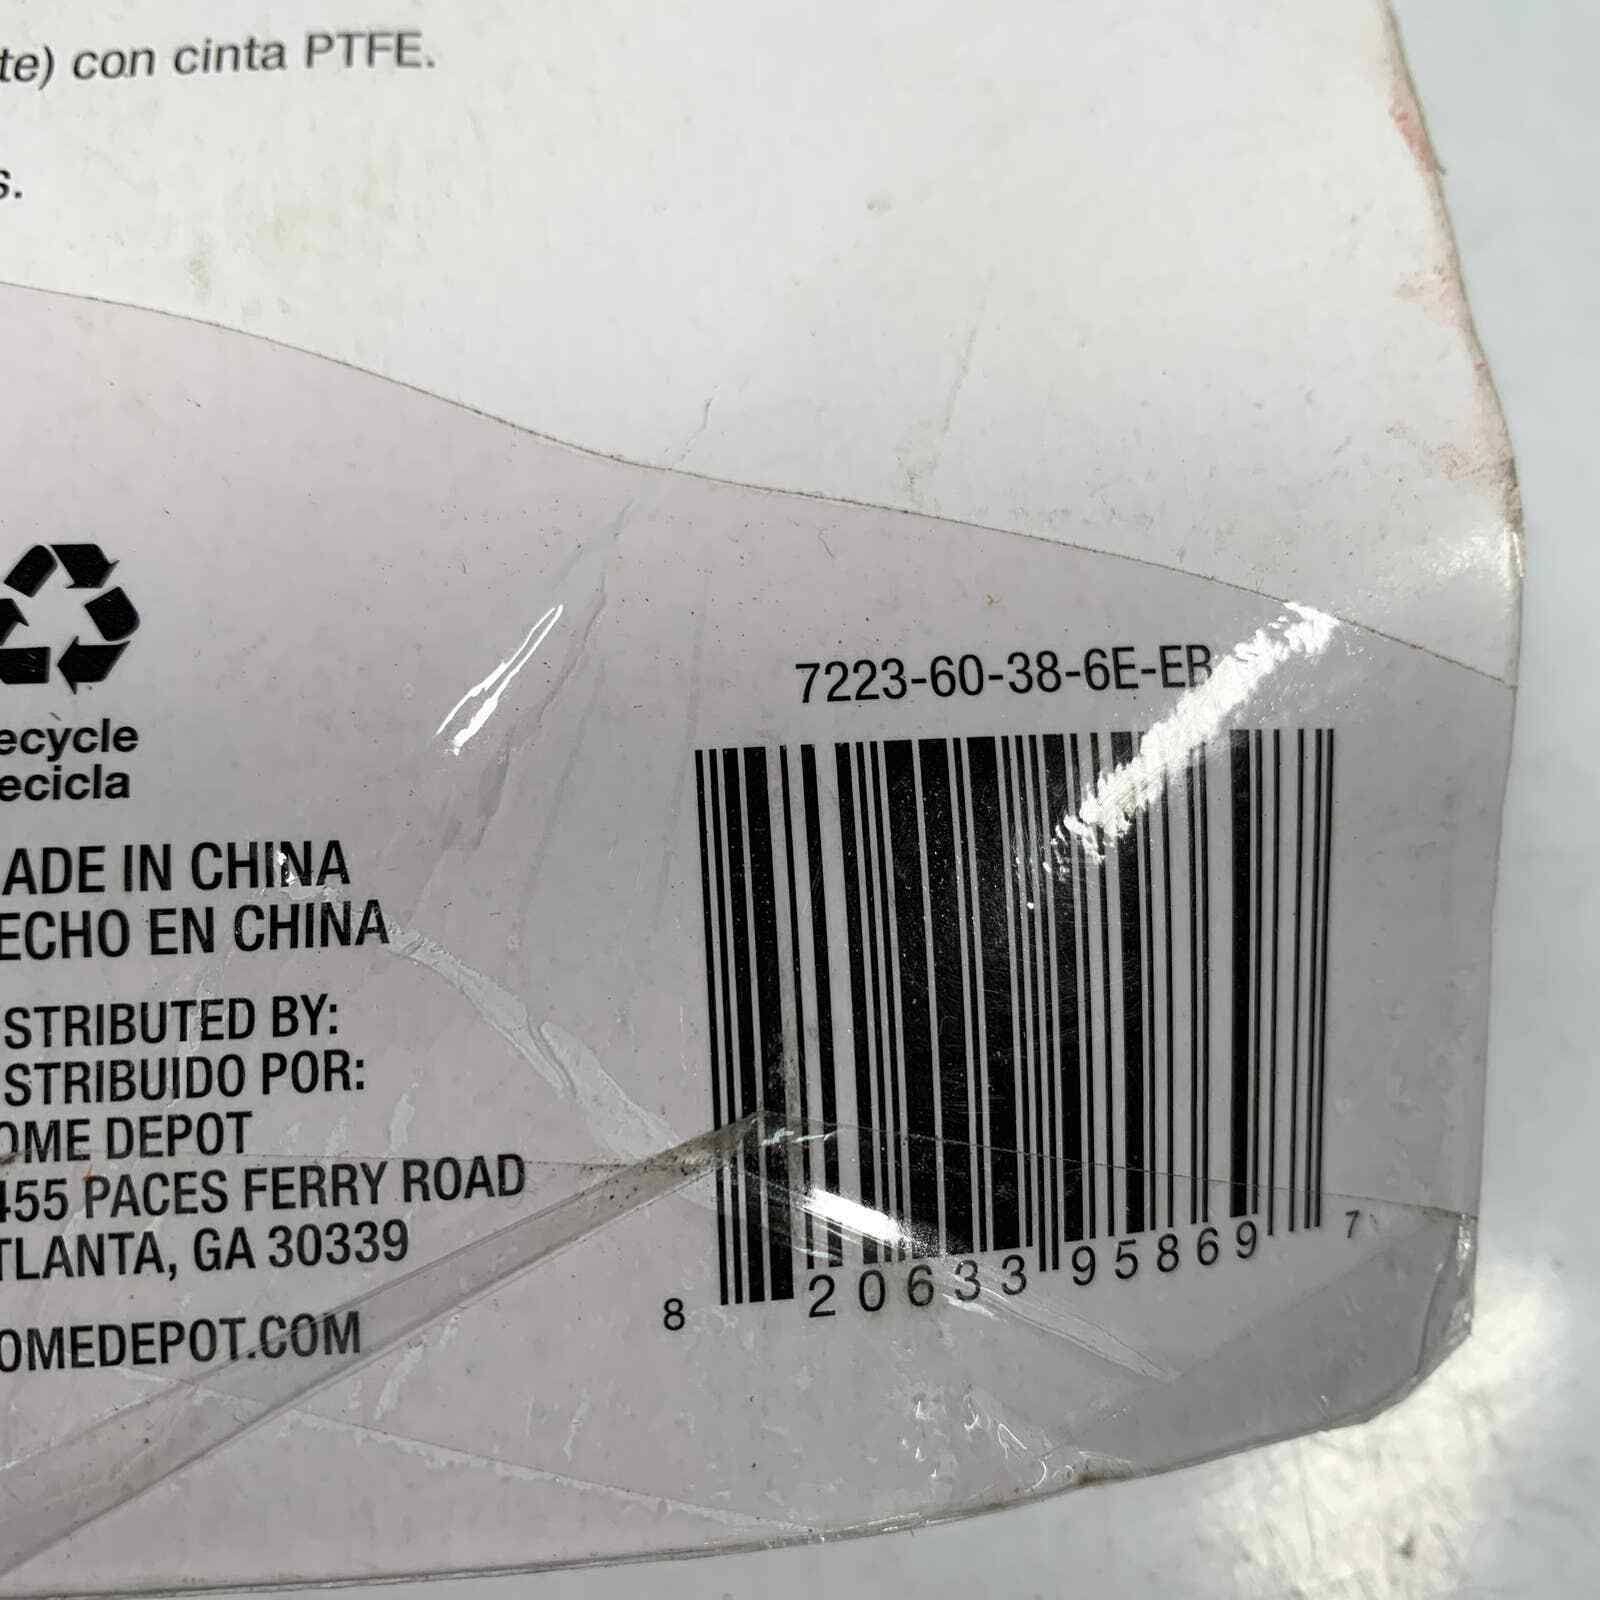 te) con cinta PTFE.
s.
7223-60-38-6E-EB
ecycle
ecicla
ADE IN CHINA
ECHO EN CHINA
STRIBUTED BY:
STRIBUIDO POR:
OME DEPOT
455 PACES FERRY ROAD
TLANTA, GA 30339
OMEDEPOT.COM
8 20633 95869 7